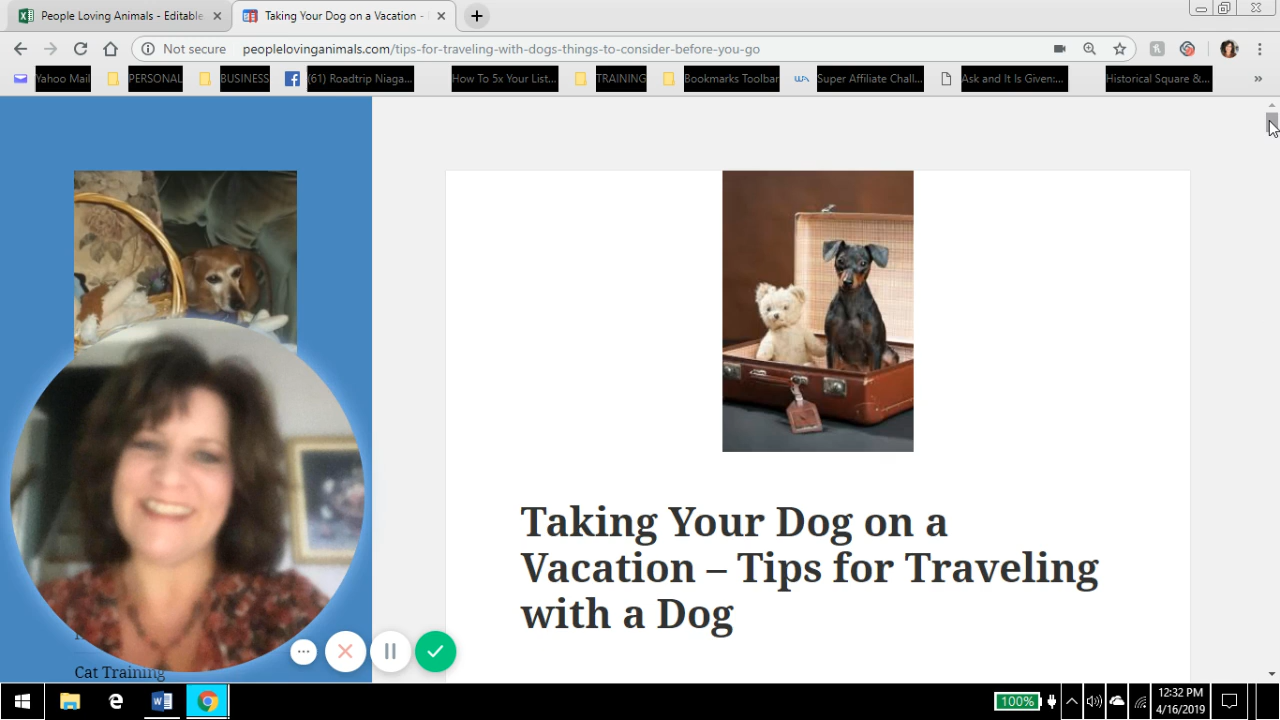 People Loving Animals - Editable
Taking Your Dog on a Vacation -
Not secure
peoplelovinganimals.com/tips-for-traveling-with-dogs-things-to-consider-before-you-go
Yahoo Mail
PERSONAL
BUSINESS
(61) Roadtrip Niaga...
How To 5x Your List...
TRAINING
Bookmarks Toolbar
Super Affiliate Chall...
Ask and It Is Given:...
Historical Square &...
»
Taking Your Dog on a
Vacation – Tips for Traveling
with a Dog
Cat Training
100%
12:32 PM
4/16/2019